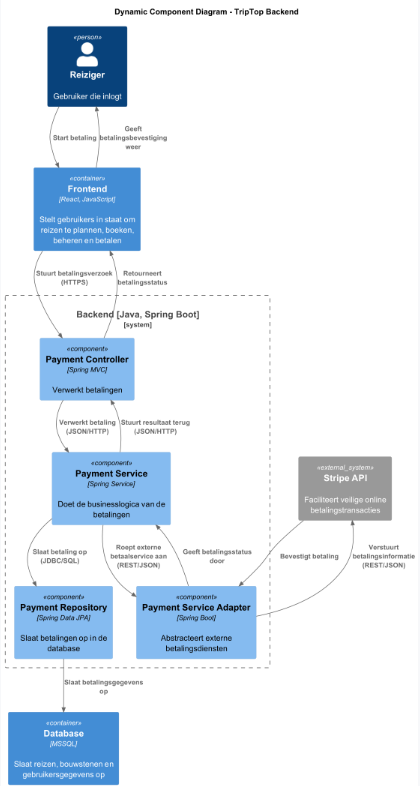 Dynamic Component Diagram - TripTop Backend
«person»
Reiziger
Gebruiker die inlogt
Start betaling
Geeft
betalingsbevestiging
weer
«container»
Frontend
[React, JavaScript]
Stelt gebruikers in staat om
reizen te plannen, boeken,
beheren en betalen
Stuurt betalingsverzoek
(HTTPS)
Retourneert
betalingsstatus
Backend [Java, Spring Boot]
[system]
«component»
Payment Controller
[Spring MVC]
Verwerkt betalingen
Verwerkt betaling
(JSON/HTTP)
Stuurt resultaat terug
(JSON/HTTP)
«component»
Payment Service
[Spring Service]
Doet de businesslogica van de
betalingen
«external_system»
Stripe API
Faciliteert veilige online
betalingstransacties
Slaat betaling op
(JDBC/SQL)
Roept externe
betaalservice aan
(REST/JSON)
Geeft betalingsstatus
door
Bevestigt betaling
Verstuurt
betalingsinformatie
(REST/JSON)
«component»
Payment Repository
[Spring Data JPA]
Slaat betalingen op in de
database
«component»
Payment Service Adapter
[Spring Boot]
Abstracteert externe
betalingsdiensten
Slaat betalingsgegevens
op
«container»
Database
[MSSQL]
Slaat reizen, bouwstenen en
gebruikersgegevens op